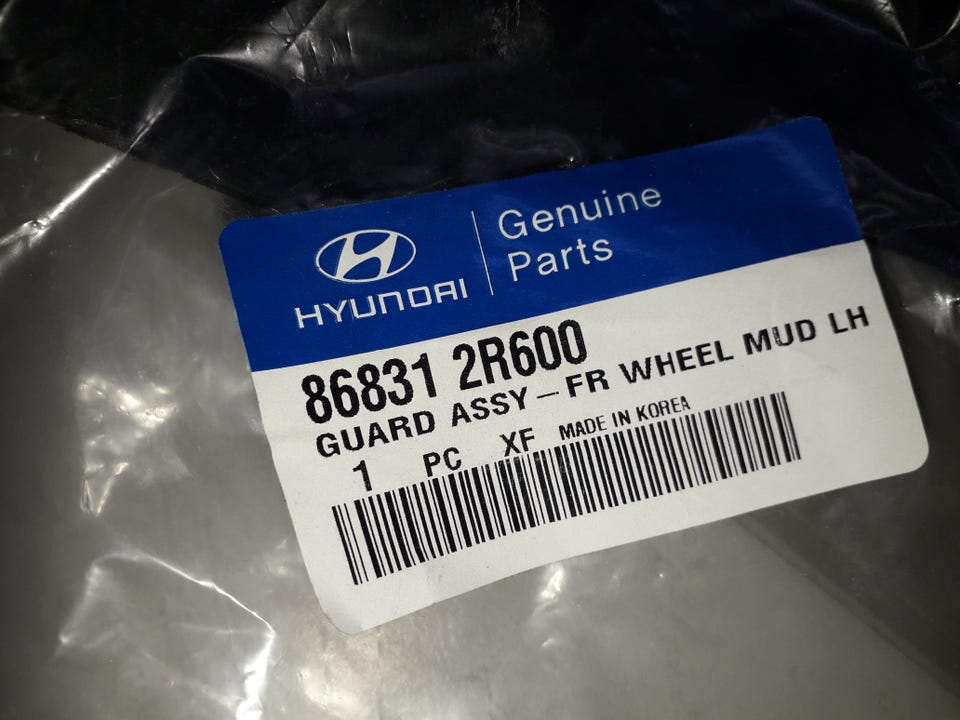 HYUNDAI
Genuine
Parts
86831 2R600
GUARD ASSY-FR WHEEL MUD LH
1 PC XF MADE IN KOREA